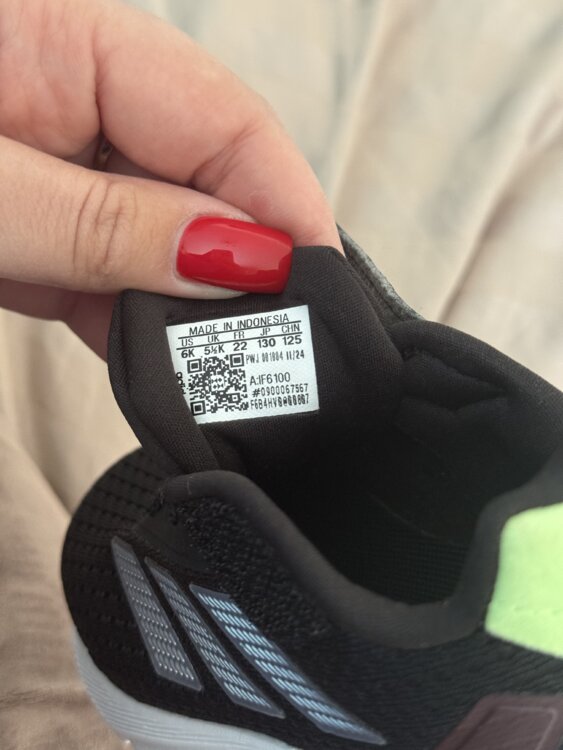 MADE IN INDONESIA
US UK FR JP CHN
6K 5½K 22 130 125
PWJ 001004 11/24
A:IF6100
#0900067567